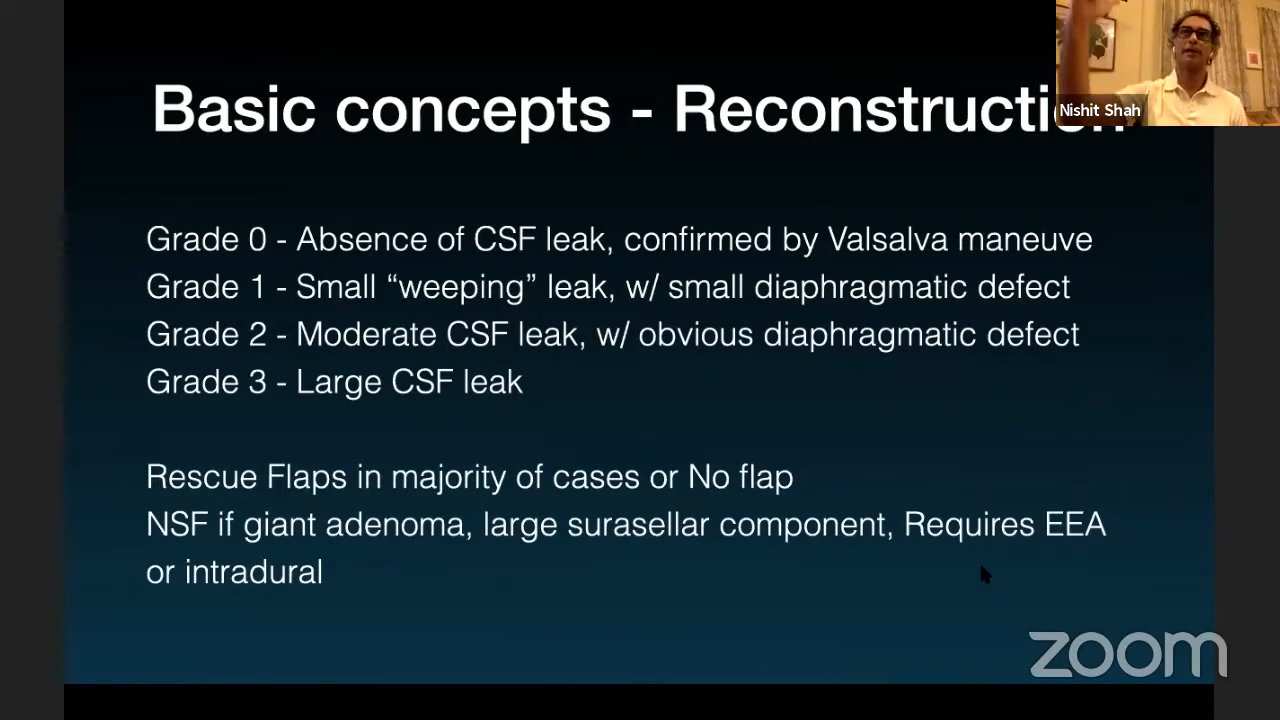 Basic concepts - Reconstruction
Nishit Shah
Grade 0 - Absence of CSF leak, confirmed by Valsalva maneuve
Grade 1 - Small “weeping” leak, w/ small diaphragmatic defect
Grade 2 - Moderate CSF leak, w/ obvious diaphragmatic defect
Grade 3 - Large CSF leak
Rescue Flaps in majority of cases or No flap
NSF if giant adenoma, large surasellar component, Requires EEA
or intradural
zoom